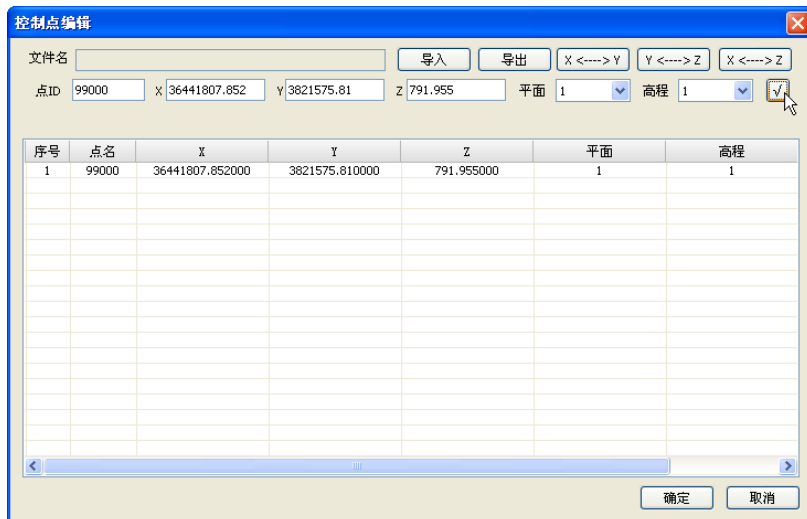 控制点编辑
文件名 导入 导出 X <----> Y Y <----> Z X <----> Z
点ID 99000 X 36441807.852 Y 3821575.81 Z 791.955 平面 1 高程 1 √
序号 点名 X Y Z 平面 高程
1 99000 36441807.852000 3821575.810000 791.955000 1 1
确定 取消